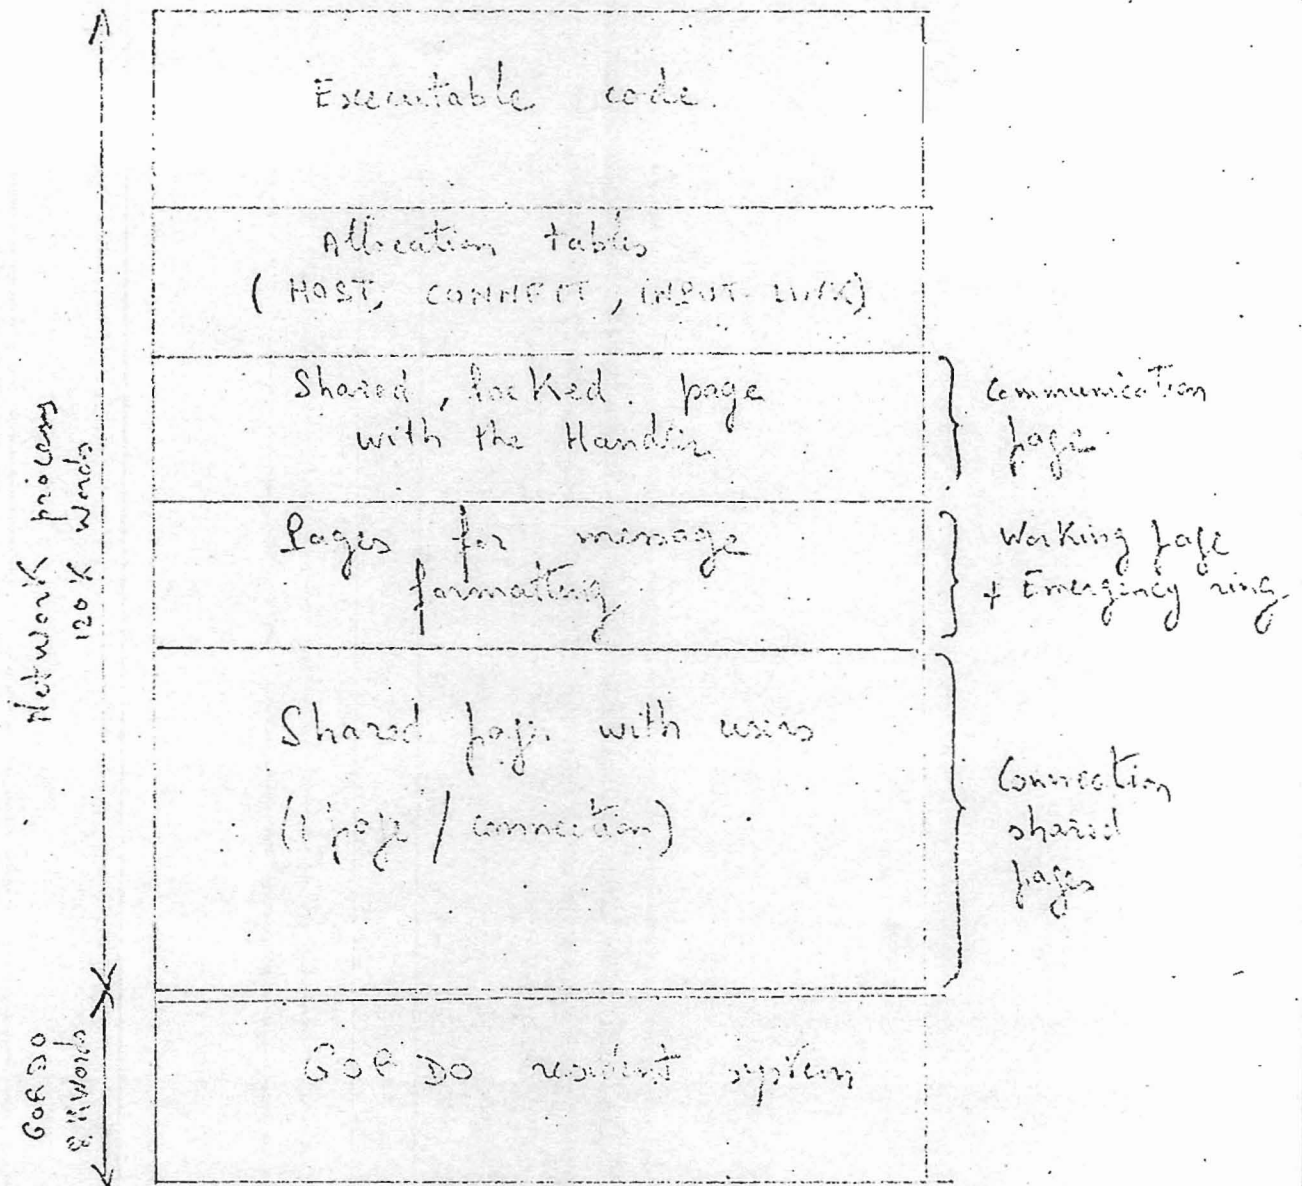 Executable code.
Allocation tables
( HOST, CONNECT, INPUT-LINK)
Shared, locked page
with the Handler
Communication
page
Pages for message
formatting
Working page
+ Emergency ring.
Shared page with users
(1 page / connection)
Connection
shared
pages
GORDO resident system
Network process
120 K words
GORDO
8 K words